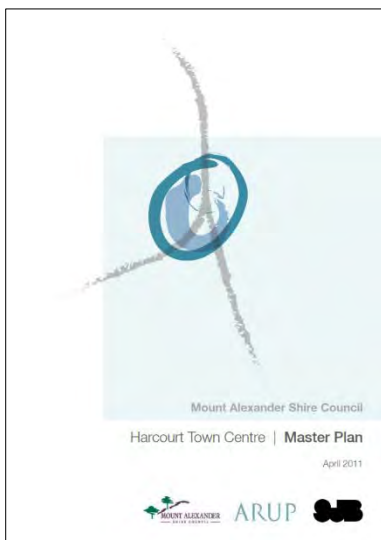 Mount Alexander Shire Council
Harcourt Town Centre | Master Plan
April 2011
MOUNT ALEXANDER
SHIRE COUNCIL
ARUP
SJB